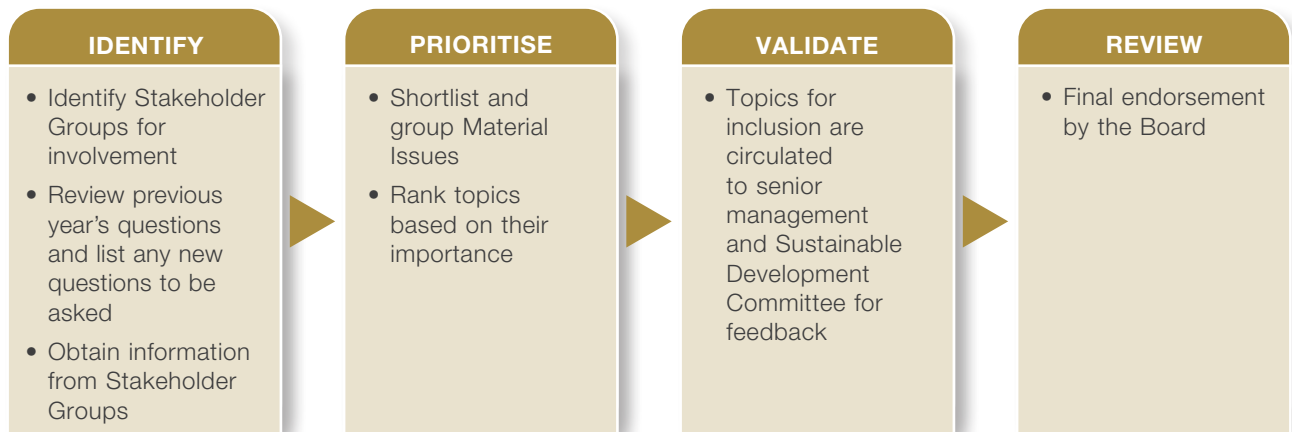 IDENTIFY
• Identify Stakeholder
Groups for
involvement
• Review previous
year's questions
and list any new
questions to be
asked
• Obtain information
from Stakeholder
Groups
PRIORITISE
• Shortlist and
group Material
Issues
• Rank topics
based on their
importance
VALIDATE
• Topics for
inclusion are
circulated
to senior
management
and Sustainable
Development
Committee for
feedback
REVIEW
• Final endorsement
by the Board